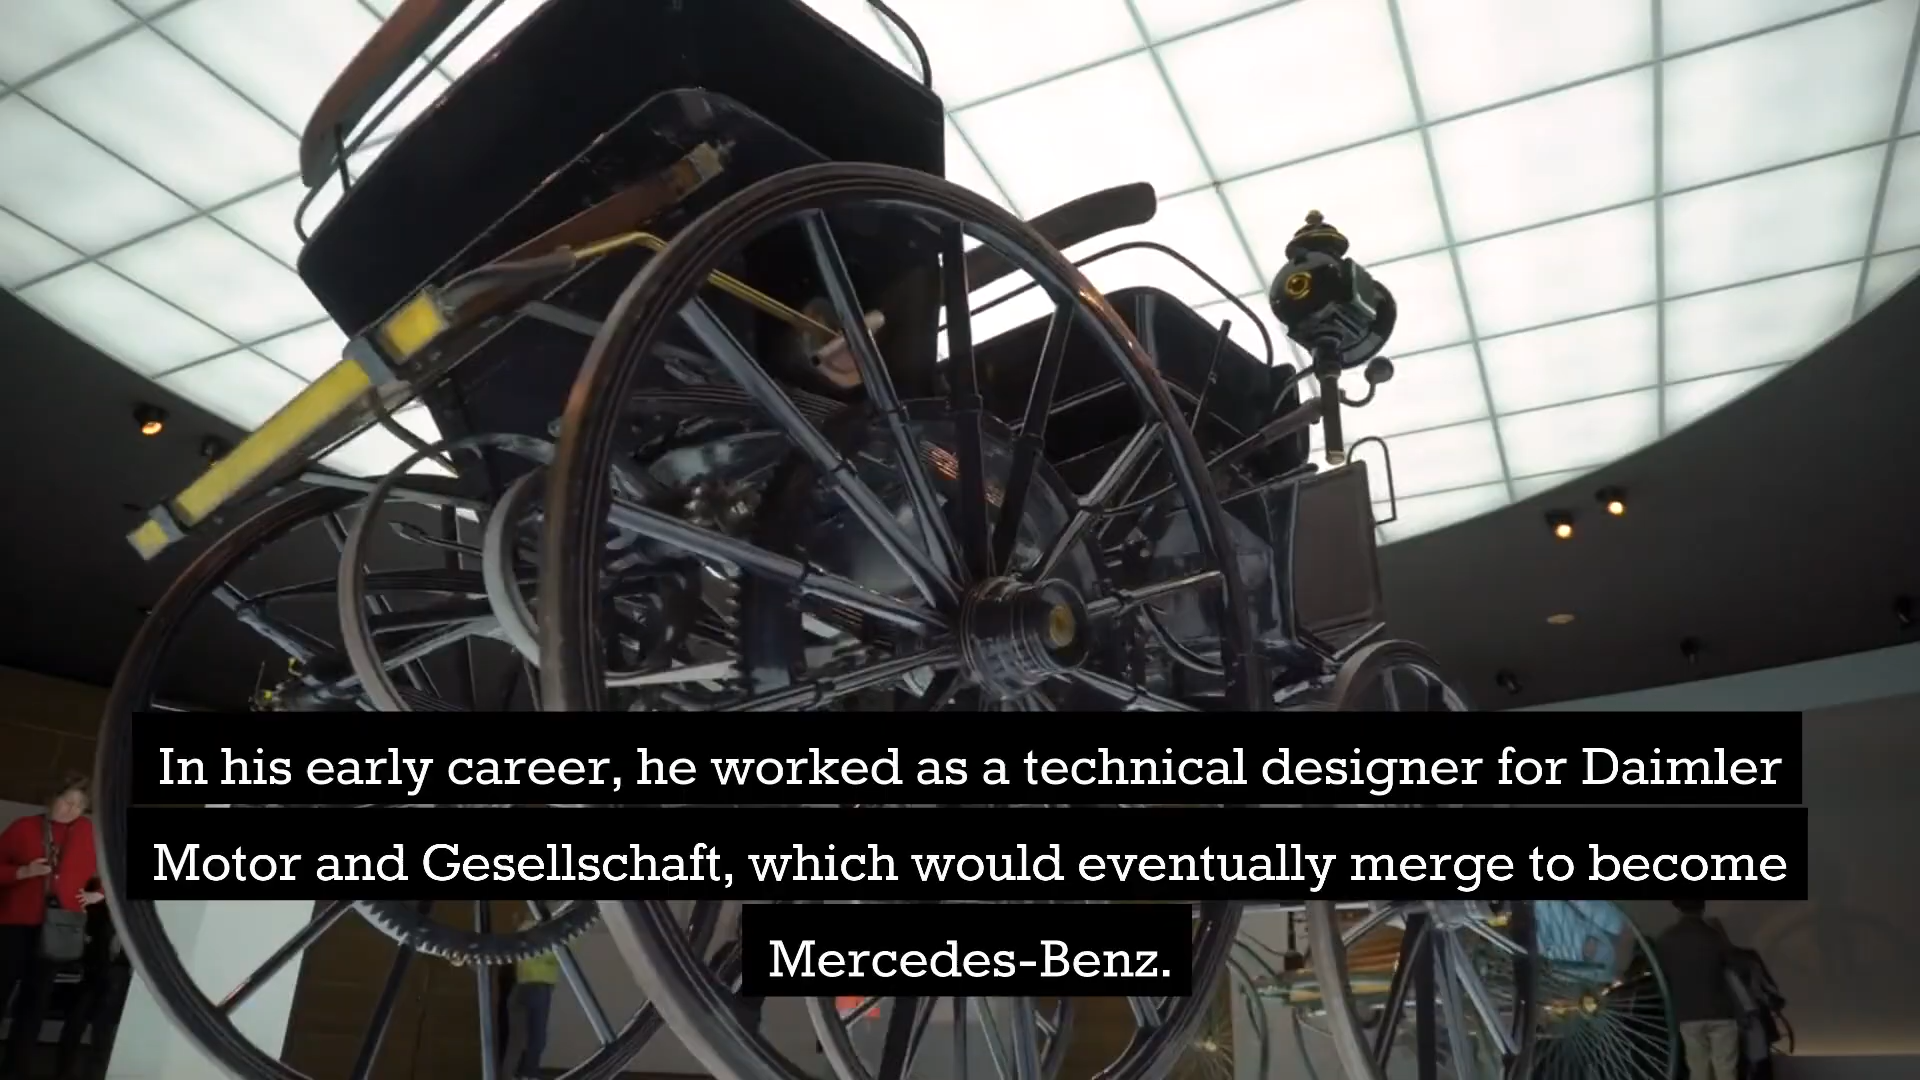 In his early career, he worked as a technical designer for Daimler
Motor and Gesellschaft, which would eventually merge to become
Mercedes-Benz.